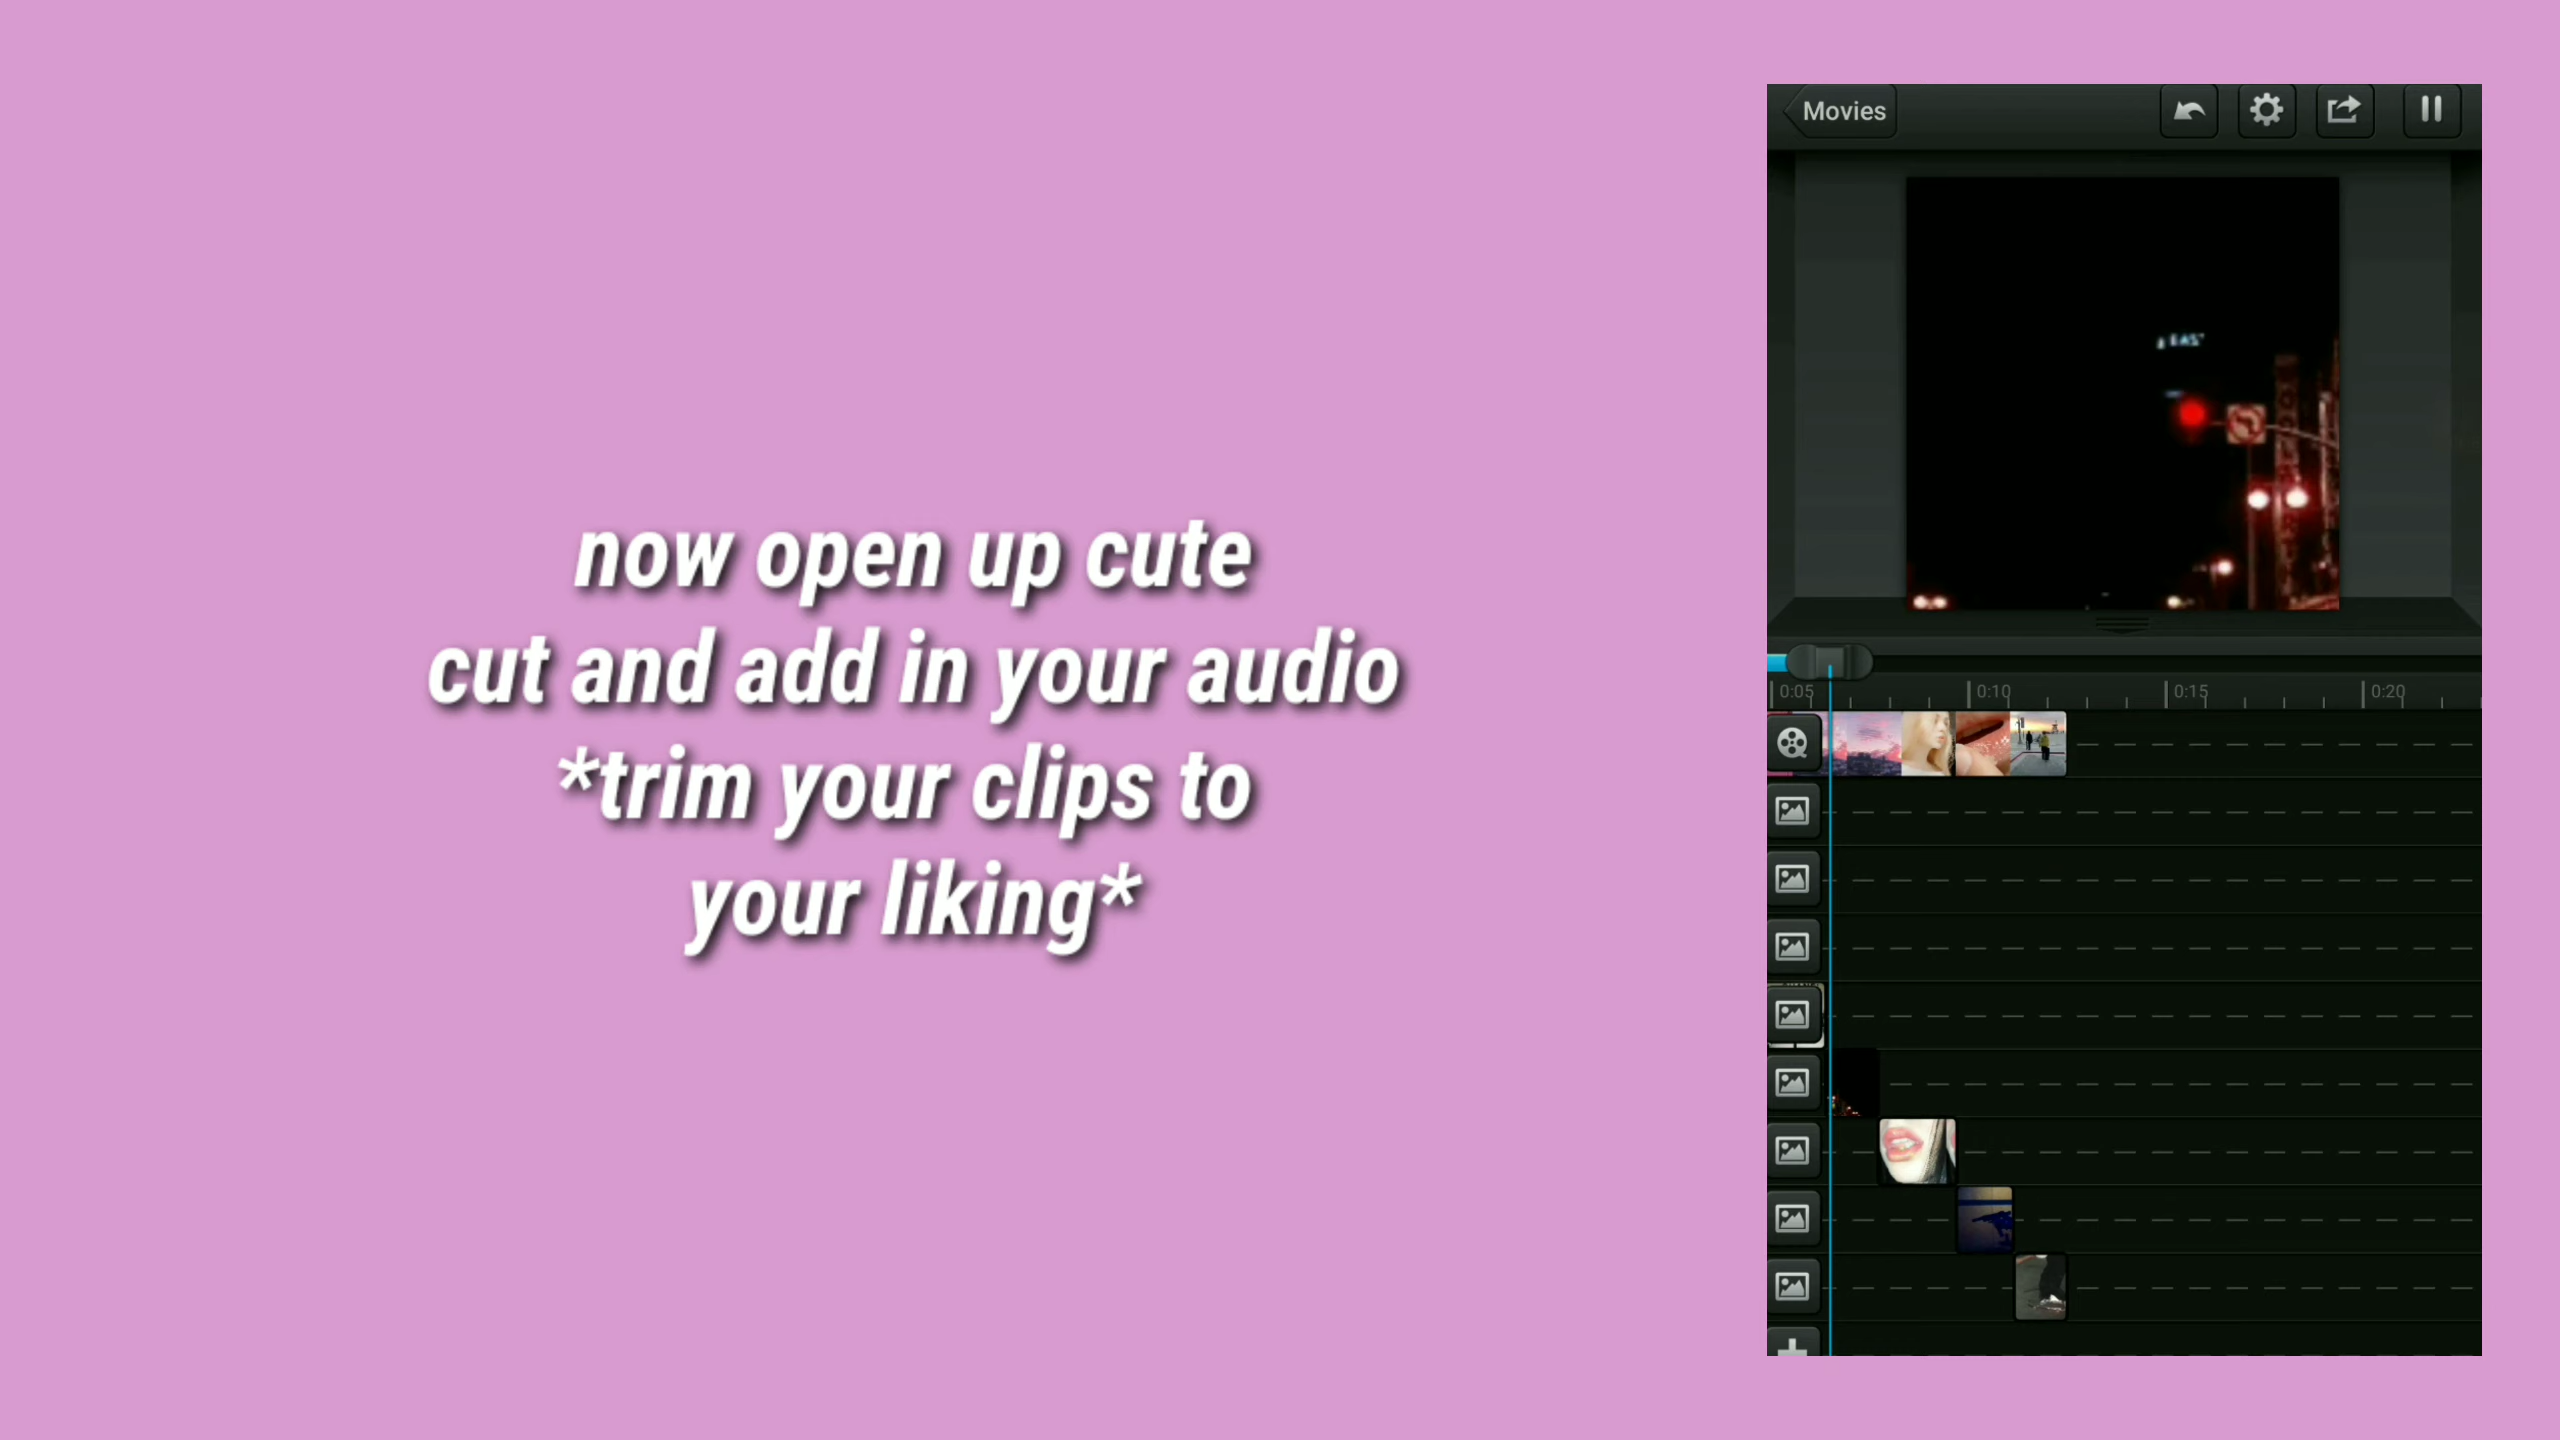 now open up cute
cut and add in your audio
*trim your clips to
your liking*
Movies
0:05
0:10
0:15
0:20